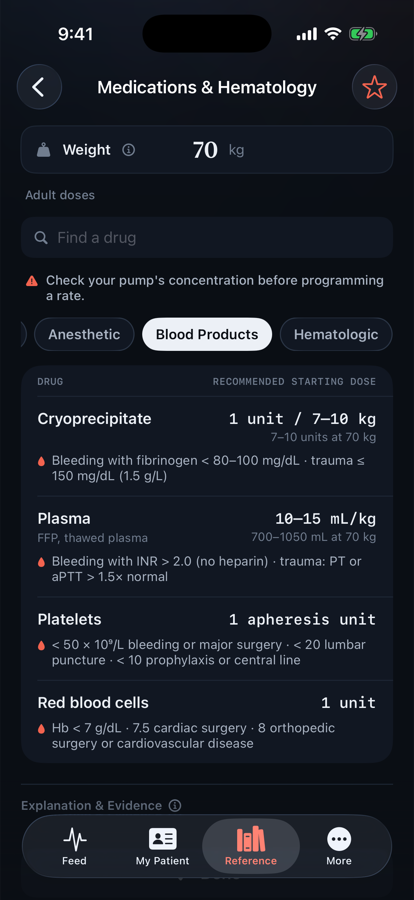 9:41
Medications & Hematology
Weight 70 kg
Adult doses
Find a drug
Check your pump's concentration before programming
a rate.
Anesthetic Blood Products Hematologic
DRUG RECOMMENDED STARTING DOSE
Cryoprecipitate 1 unit / 7–10 kg
7–10 units at 70 kg
Bleeding with fibrinogen < 80–100 mg/dL · trauma ≤
150 mg/dL (1.5 g/L)
Plasma 10–15 mL/kg
FFP, thawed plasma 700–1050 mL at 70 kg
Bleeding with INR > 2.0 (no heparin) · trauma: PT or
aPTT > 1.5× normal
Platelets 1 apheresis unit
< 50 × 10⁹/L bleeding or major surgery · < 20 lumbar
puncture · < 10 prophylaxis or central line
Red blood cells 1 unit
Hb < 7 g/dL · 7.5 cardiac surgery · 8 orthopedic
surgery or cardiovascular disease
Explanation & Evidence
Feed My Patient Reference More